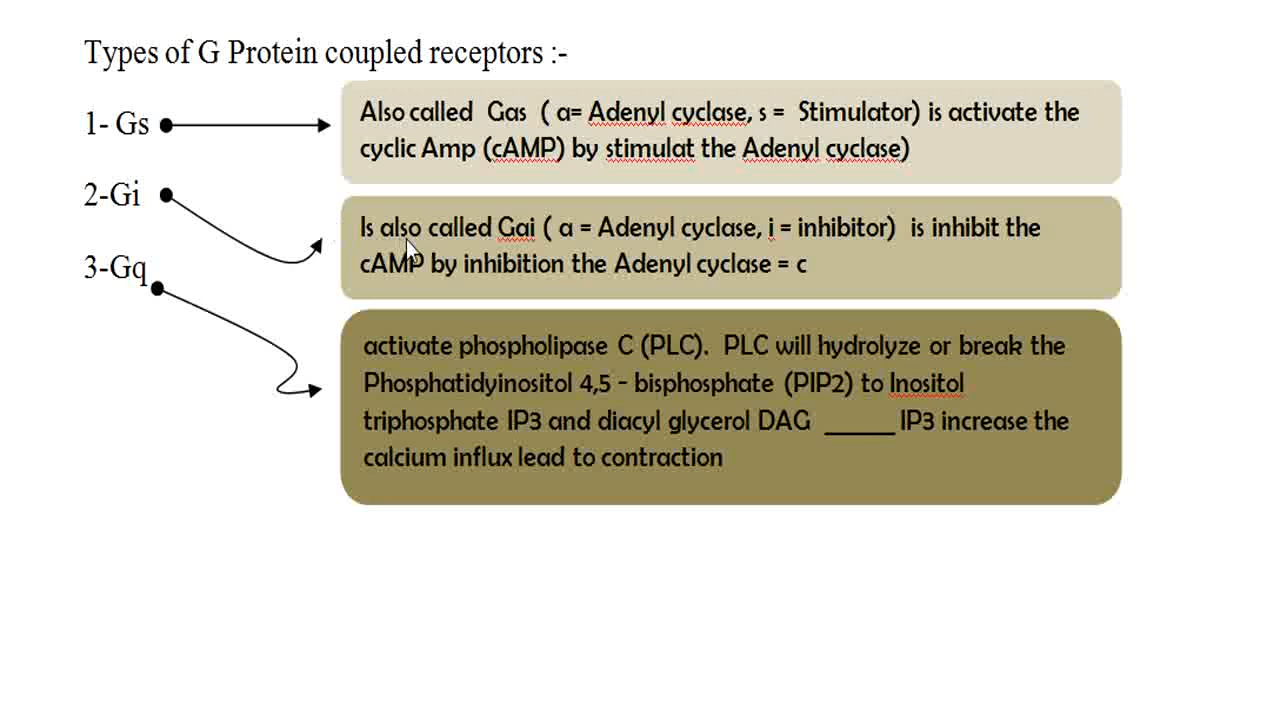 Types of G Protein coupled receptors :-
1- Gs
Also called Gas ( a= Adenyl cyclase, s = Stimulator) is activate the
cyclic Amp (cAMP) by stimulat the Adenyl cyclase)
2-Gi
Is also called Gai ( a = Adenyl cyclase, i = inhibitor) is inhibit the
cAMP by inhibition the Adenyl cyclase = c
3-Gq
activate phospholipase C (PLC). PLC will hydrolyze or break the
Phosphatidyinositol 4,5 - bisphosphate (PIP2) to Inositol
triphosphate IP3 and diacyl glycerol DAG _____ IP3 increase the
calcium influx lead to contraction